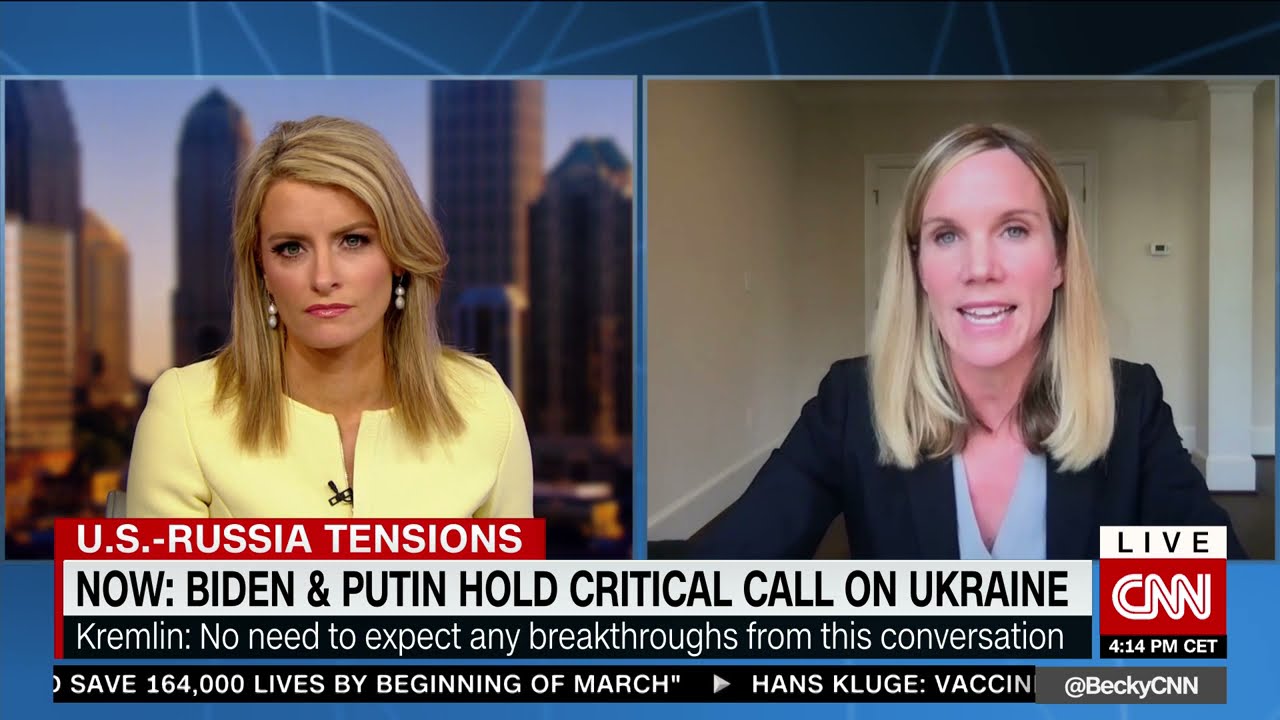 U.S.-RUSSIA TENSIONS
NOW: BIDEN & PUTIN HOLD CRITICAL CALL ON UKRAINE
Kremlin: No need to expect any breakthroughs from this conversation
LIVE
CNN
4:14 PM CET
SAVE 164,000 LIVES BY BEGINNING OF MARCH" ▶ HANS KLUGE: VACCIN
@BeckyCNN